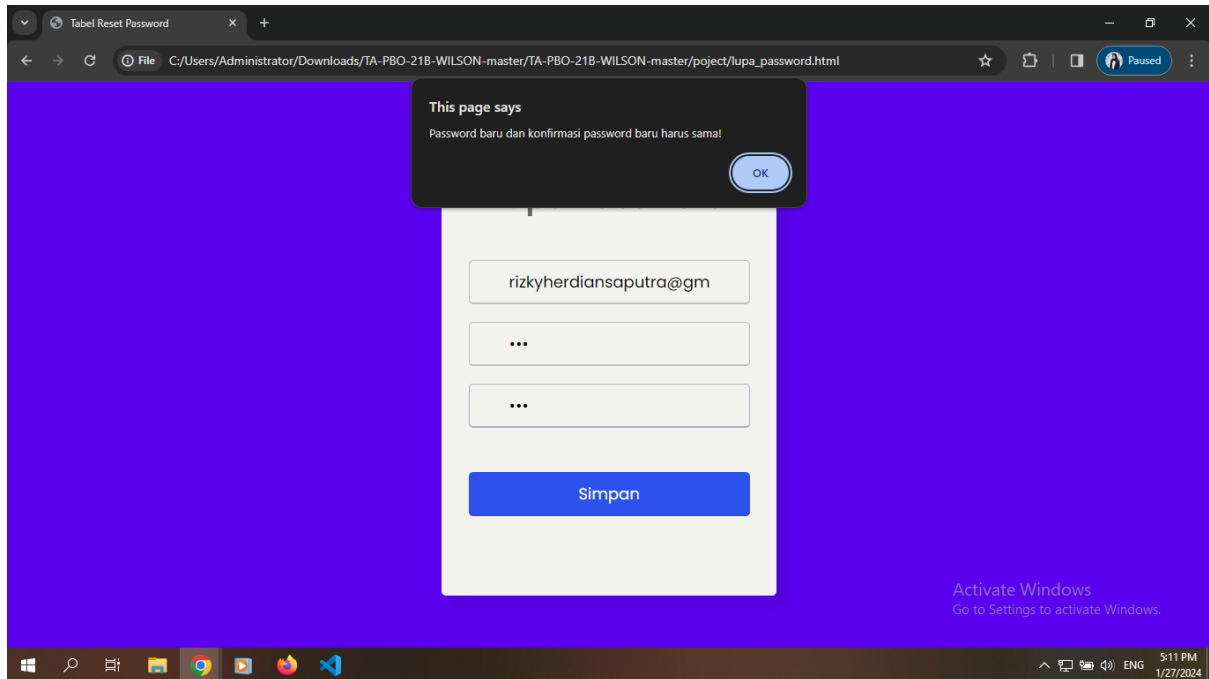 Tabel Reset Password
File
C:/Users/Administrator/Downloads/TA-PBO-21B-WILSON-master/TA-PBO-21B-WILSON-master/poject/lupa_password.html
Paused
This page says
Password baru dan konfirmasi password baru harus sama!
OK
rizkyherdiansaputra@gm
•••
•••
Simpan
Activate Windows
Go to Settings to activate Windows.
ENG
5:11 PM
1/27/2024